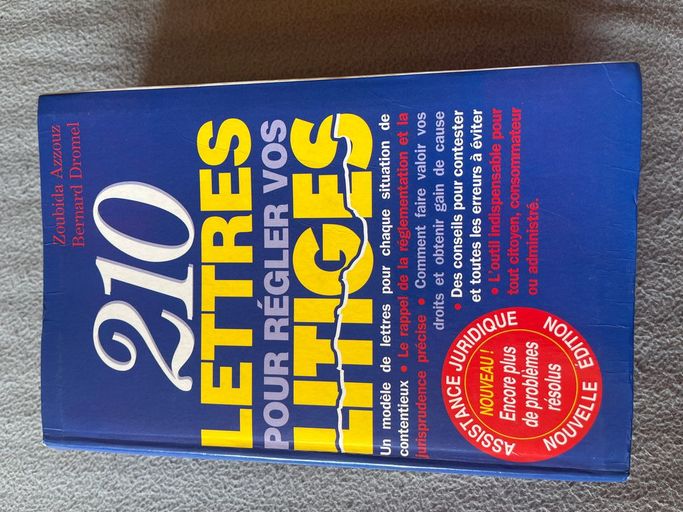 Zoubida Azzouz
Bernard Dromel
210
LETTRES
POUR RÉGLER VOS
LITIGES
Un modèle de lettres pour chaque situation de
contentieux • Le rappel de la réglementation et la
jurisprudence précise • Comment faire valoir vos
droits et obtenir gain de cause
• Des conseils pour contester
et toutes les erreurs à éviter
• L'outil indispensable pour
tout citoyen, consommateur
ou administré.
ASSISTANCE JURIDIQUE
NOUVEAU !
Encore plus
de problèmes
résolus
NOUVELLE ÉDITION